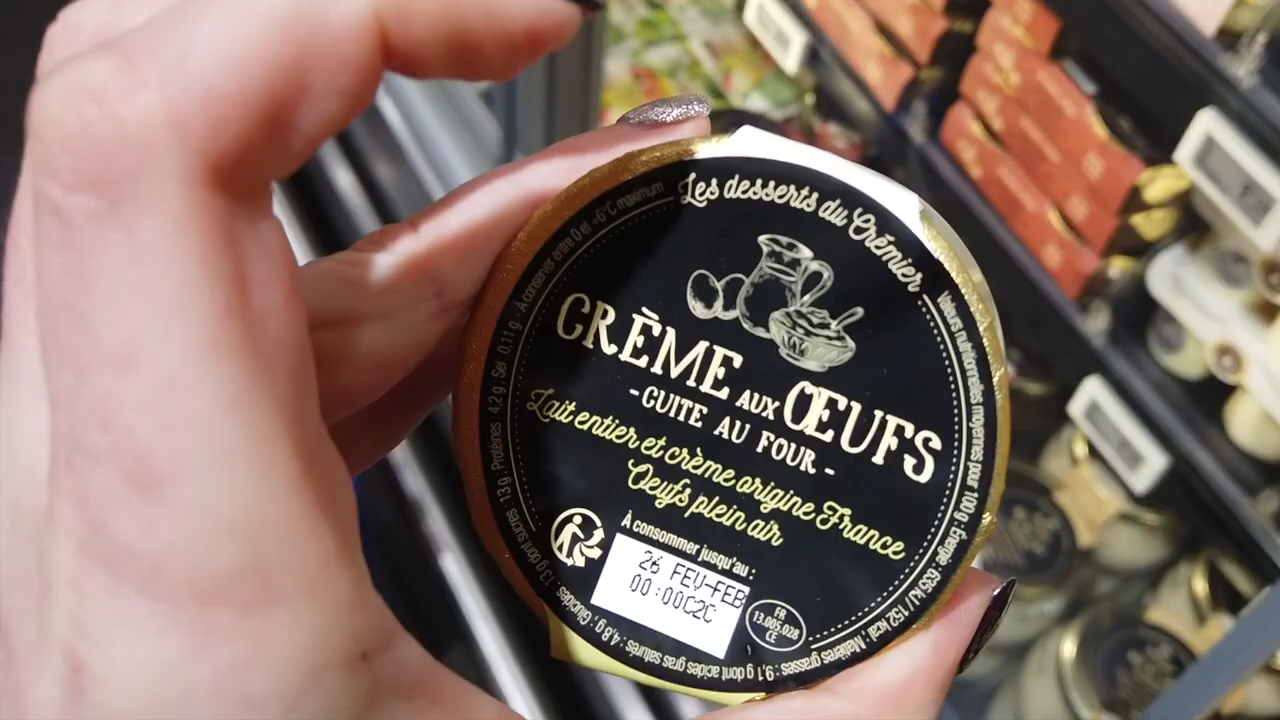 Les desserts du Crémier
CRÈME AUX ŒUFS
- CUITE AU FOUR -
Lait entier et crème origine France
Oeufs plein air
À consommer jusqu'au :
26 FEV-FEB
00:00C2C
FR
13.005.028
CE
Valeurs nutritionnelles moyennes pour 100 g : Énergie : 635 kJ / 152 kcal ; Matières grasses : 9,1 g dont acides gras saturés : 4,8 g ; Glucides : 13 g dont sucres : 13 g, Protéines : 4,2 g, Sel : 0,11 g - À conserver entre 0 et +6°C maximum